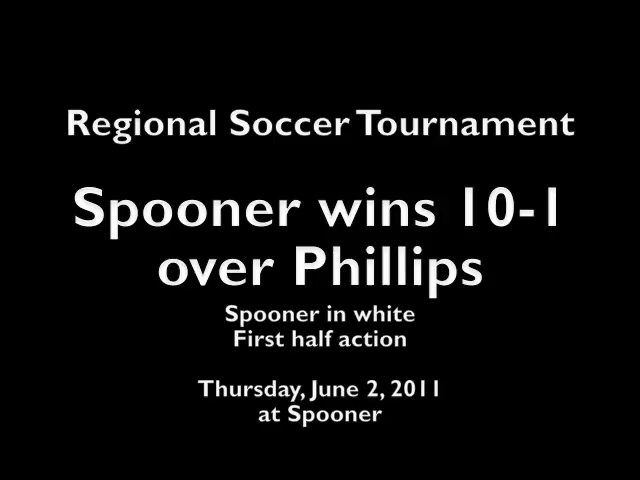 Regional Soccer Tournament
Spooner wins 10-1
over Phillips
Spooner in white
First half action
Thursday, June 2, 2011
at Spooner